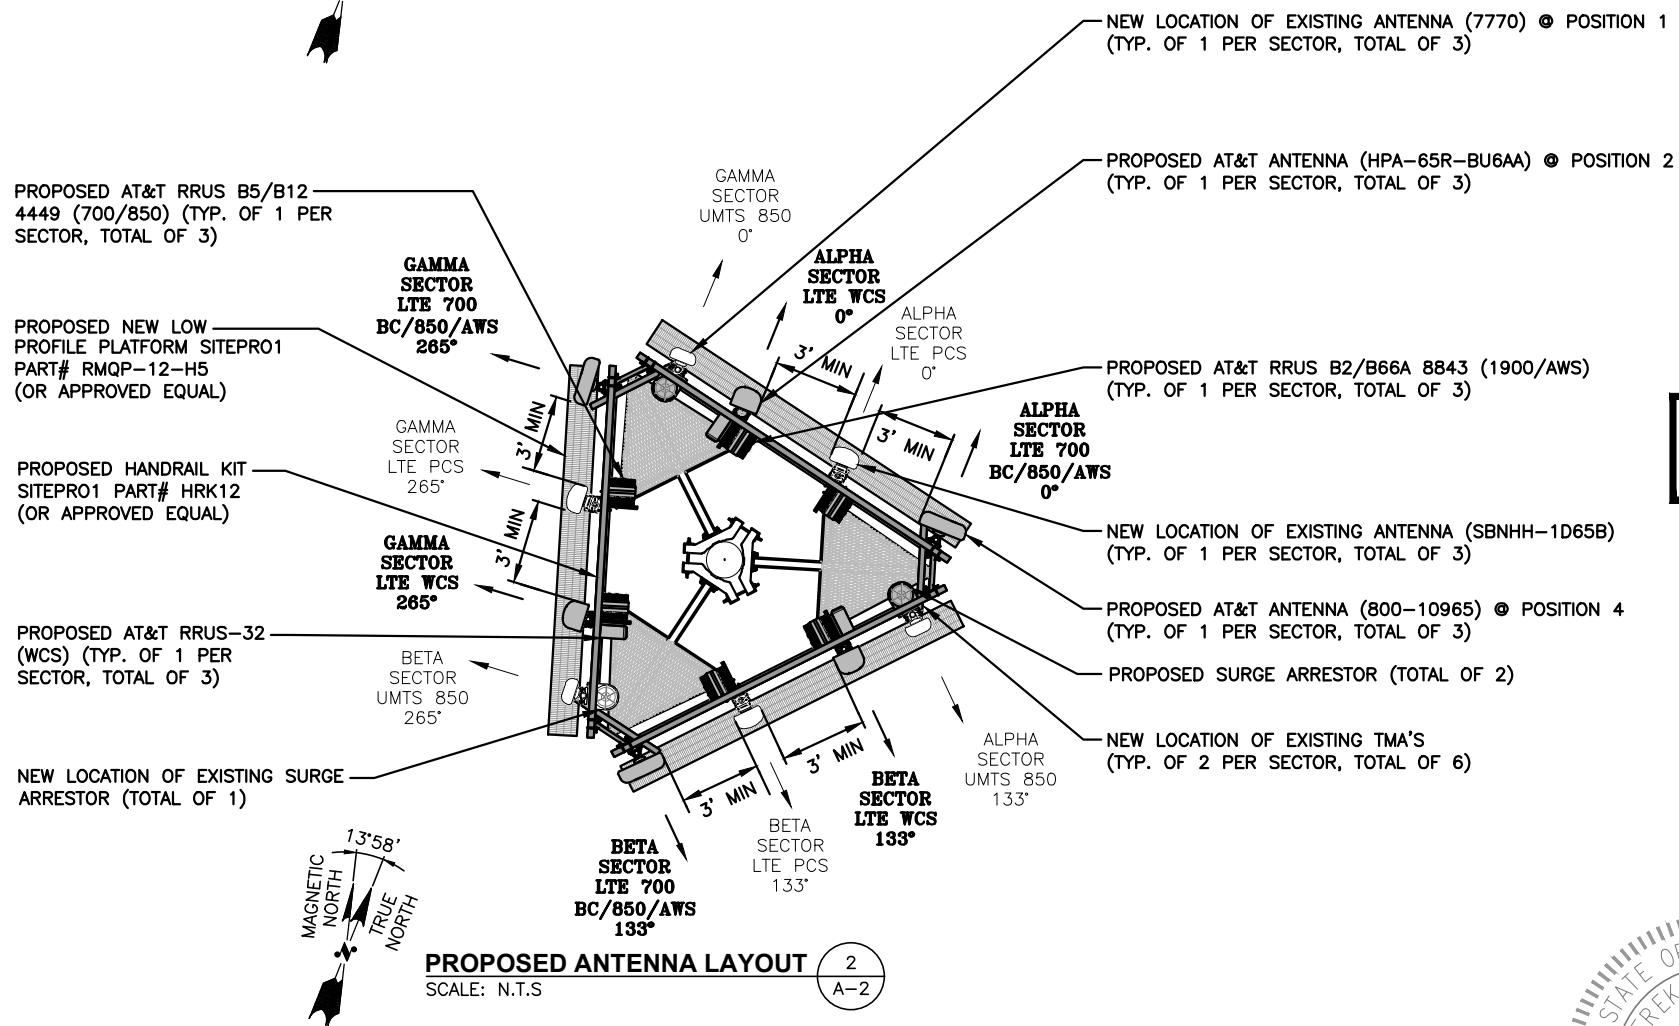 NEW LOCATION OF EXISTING ANTENNA (7770) @ POSITION 1
(TYP. OF 1 PER SECTOR, TOTAL OF 3)
PROPOSED AT&T ANTENNA (HPA-65R-BU6AA) @ POSITION 2
(TYP. OF 1 PER SECTOR, TOTAL OF 3)
PROPOSED AT&T RRUS B5/B12
4449 (700/850) (TYP. OF 1 PER
SECTOR, TOTAL OF 3)
GAMMA
SECTOR
UMTS 850
0°
GAMMA
SECTOR
LTE 700
BC/850/AWS
265°
ALPHA
SECTOR
LTE WCS
0°
ALPHA
SECTOR
LTE PCS
0°
PROPOSED NEW LOW
PROFILE PLATFORM SITEPRO1
PART# RMQP-12-H5
(OR APPROVED EQUAL)
3' MIN
PROPOSED AT&T RRUS B2/B66A 8843 (1900/AWS)
(TYP. OF 1 PER SECTOR, TOTAL OF 3)
3' MIN
ALPHA
SECTOR
LTE 700
BC/850/AWS
0°
3' MIN
GAMMA
SECTOR
LTE PCS
265°
PROPOSED HANDRAIL KIT
SITEPRO1 PART# HRK12
(OR APPROVED EQUAL)
3' MIN
GAMMA
SECTOR
LTE WCS
265°
NEW LOCATION OF EXISTING ANTENNA (SBNHH-1D65B)
(TYP. OF 1 PER SECTOR, TOTAL OF 3)
PROPOSED AT&T ANTENNA (800-10965) @ POSITION 4
(TYP. OF 1 PER SECTOR, TOTAL OF 3)
PROPOSED AT&T RRUS-32
(WCS) (TYP. OF 1 PER
SECTOR, TOTAL OF 3)
BETA
SECTOR
UMTS 850
265°
PROPOSED SURGE ARRESTOR (TOTAL OF 2)
NEW LOCATION OF EXISTING TMA'S
(TYP. OF 2 PER SECTOR, TOTAL OF 6)
ALPHA
SECTOR
UMTS 850
133°
NEW LOCATION OF EXISTING SURGE
ARRESTOR (TOTAL OF 1)
3' MIN
3' MIN
BETA
SECTOR
LTE WCS
133°
BETA
SECTOR
LTE PCS
133°
BETA
SECTOR
LTE 700
BC/850/AWS
133°
13°58'
MAGNETIC
NORTH
TRUE
NORTH
N
PROPOSED ANTENNA LAYOUT
SCALE: N.T.S
2
A-2
STATE OF